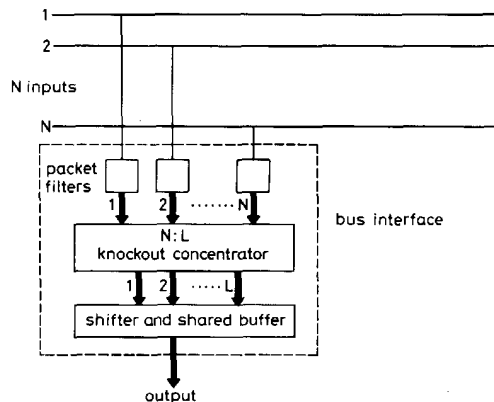 1
2
N inputs
N
packet
filters
1 2 ....... N
bus interface
N:L
knockout concentrator
1 2 ..... L
shifter and shared buffer
output